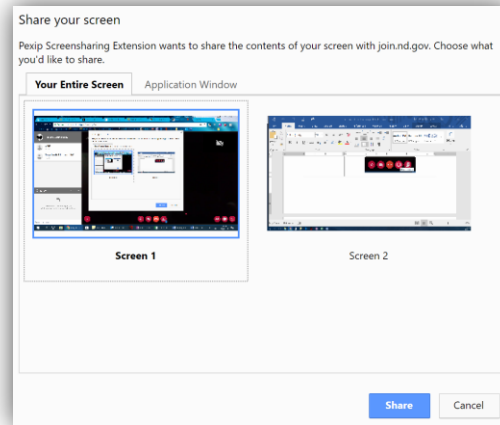 Share your screen
Pexip Screensharing Extension wants to share the contents of your screen with join.nd.gov. Choose what
you'd like to share.
Your Entire Screen Application Window
Screen 1 Screen 2
Share Cancel